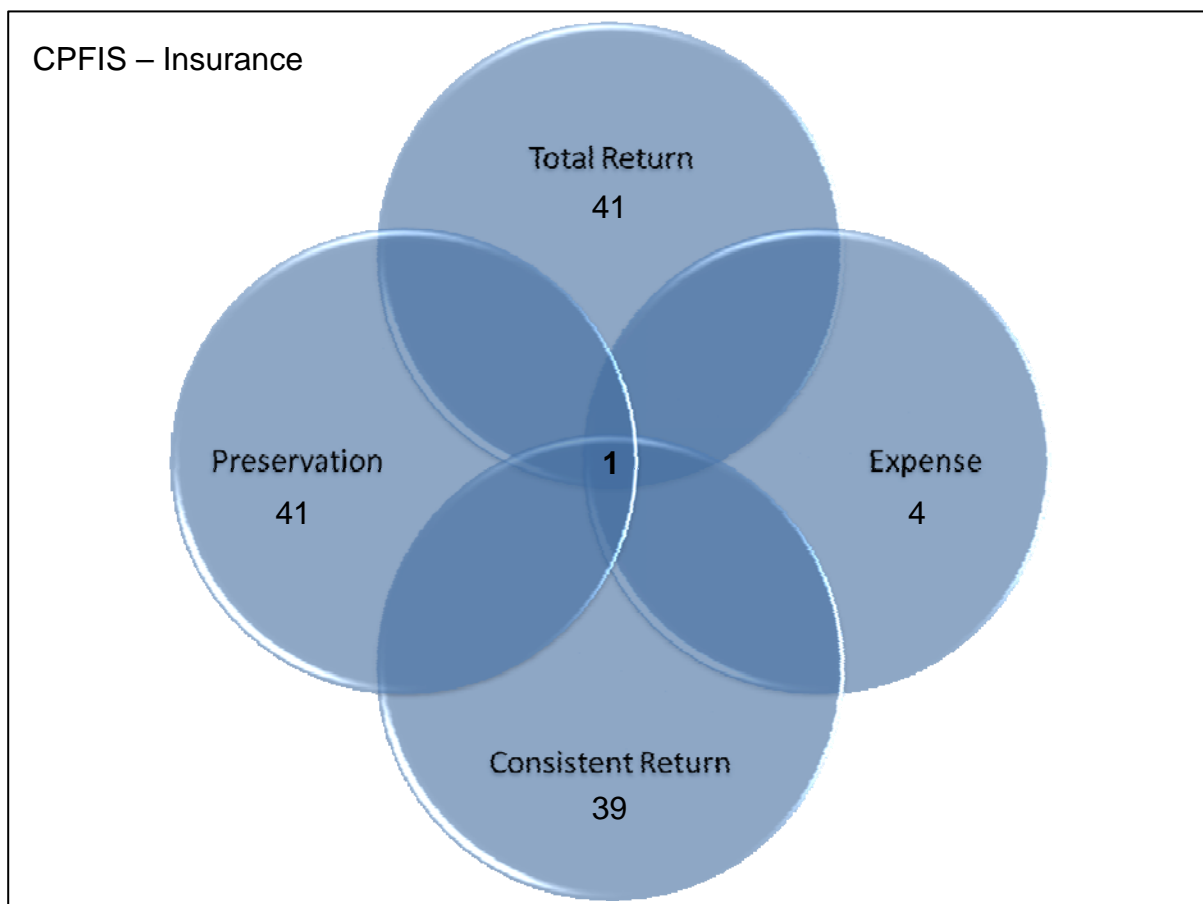 CPFIS – Insurance
Total Return
41
Preservation
41
1
Expense
4
Consistent Return
39